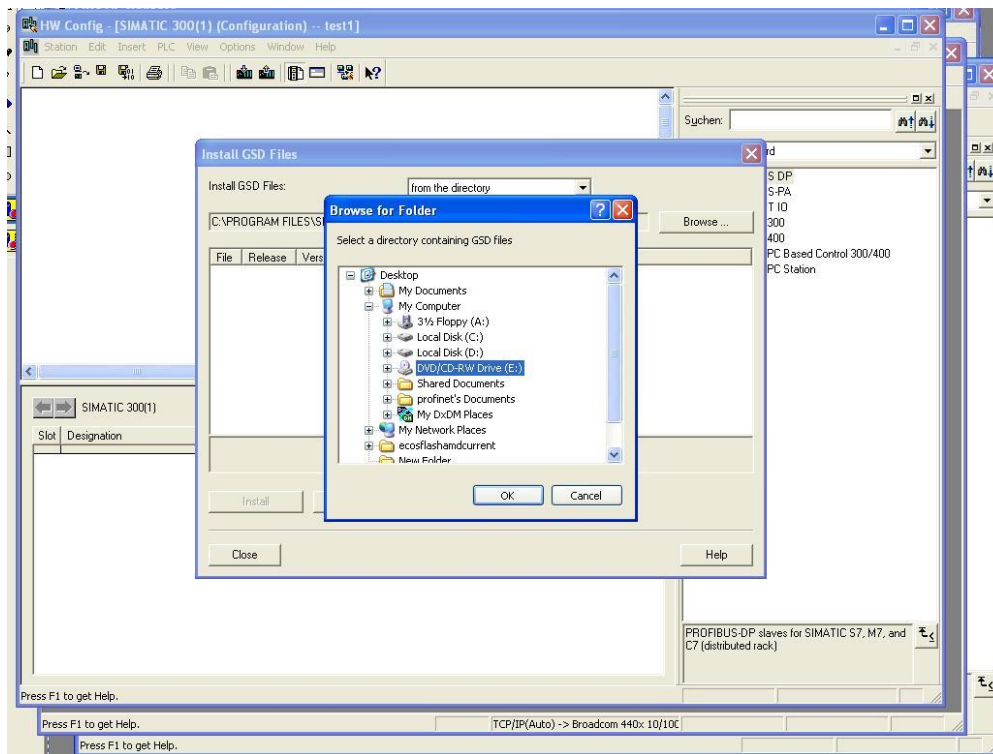 HW Config - [SIMATIC 300(1) (Configuration) -- test1]
Station Edit Insert PLC View Options Window Help
Suchen:
rd
S DP
S-PA
T IO
300
400
PC Based Control 300/400
PC Station
Install GSD Files
Install GSD Files:
from the directory
C:\PROGRAM FILES\S
Browse ...
File Release Vers
Browse for Folder
Select a directory containing GSD files
Desktop
My Documents
My Computer
3½ Floppy (A:)
Local Disk (C:)
Local Disk (D:)
DVD/CD-RW Drive (E:)
Shared Documents
profinet's Documents
My DxDM Places
My Network Places
ecosflashamdcurrent
New Folder
OK Cancel
Install
Close
Help
SIMATIC 300(1)
Slot Designation
PROFIBUS-DP slaves for SIMATIC S7, M7, and
C7 (distributed rack)
Press F1 to get Help.
Press F1 to get Help.
TCP/IP(Auto) -> Broadcom 440x 10/100
Press F1 to get Help.